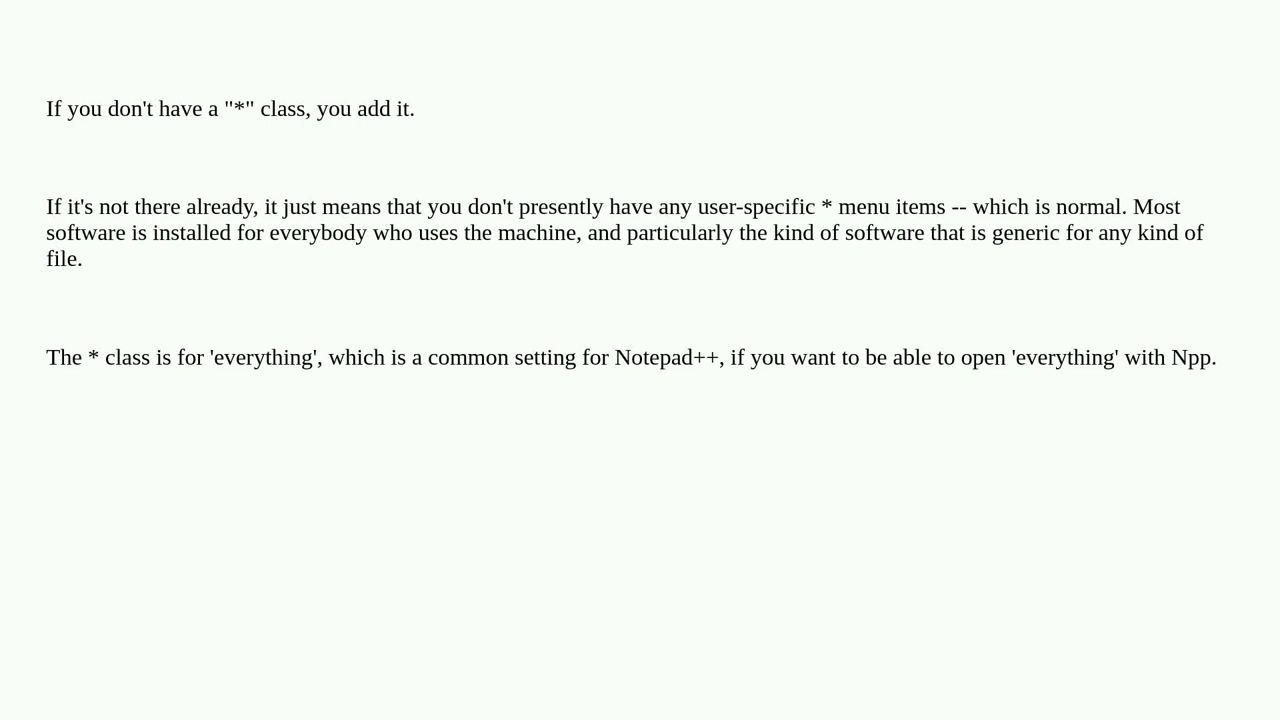 If you don't have a "*" class, you add it.
If it's not there already, it just means that you don't presently have any user-specific * menu items -- which is normal. Most
software is installed for everybody who uses the machine, and particularly the kind of software that is generic for any kind of
file.
The * class is for 'everything', which is a common setting for Notepad++, if you want to be able to open 'everything' with Npp.